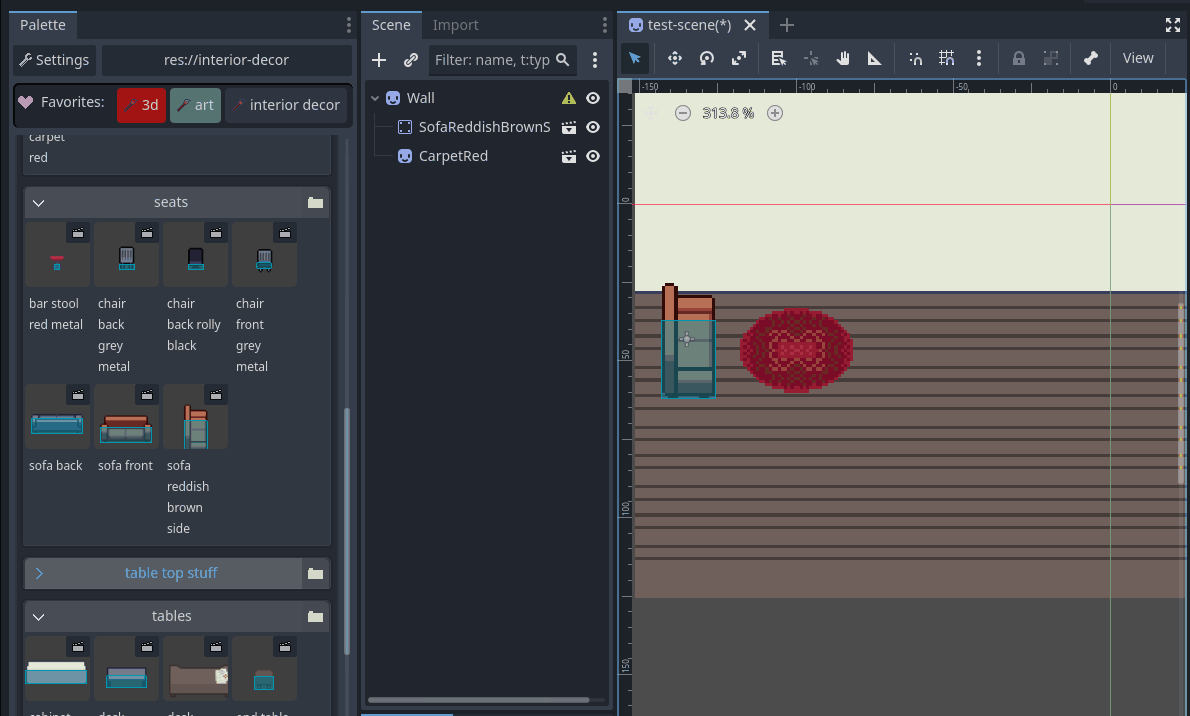 Palette
Settings
res://interior-decor
Favorites:
3d
art
interior decor
carpet
red
seats
bar stool
red metal
chair
back
grey
metal
chair
back rolly
black
chair
front
grey
metal
sofa back
sofa front
sofa
reddish
brown
side
table top stuff
tables
Scene
Import
Filter: name, t:typ
Wall
SofaReddishBrownS
CarpetRed
test-scene(*)
View
-150
-100
-50
0
313.8 %
0
50
100
150